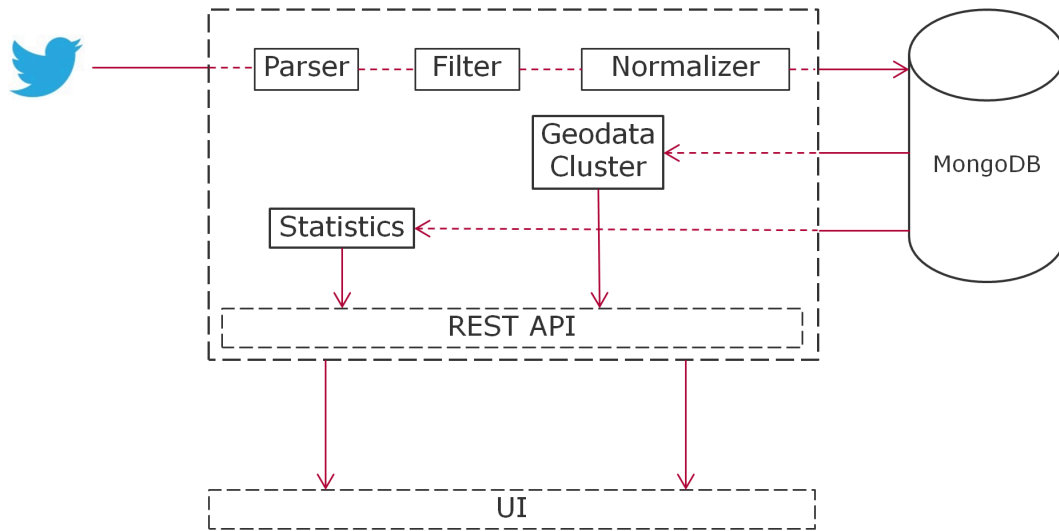 Parser
Filter
Normalizer
Geodata
Cluster
MongoDB
Statistics
REST API
UI